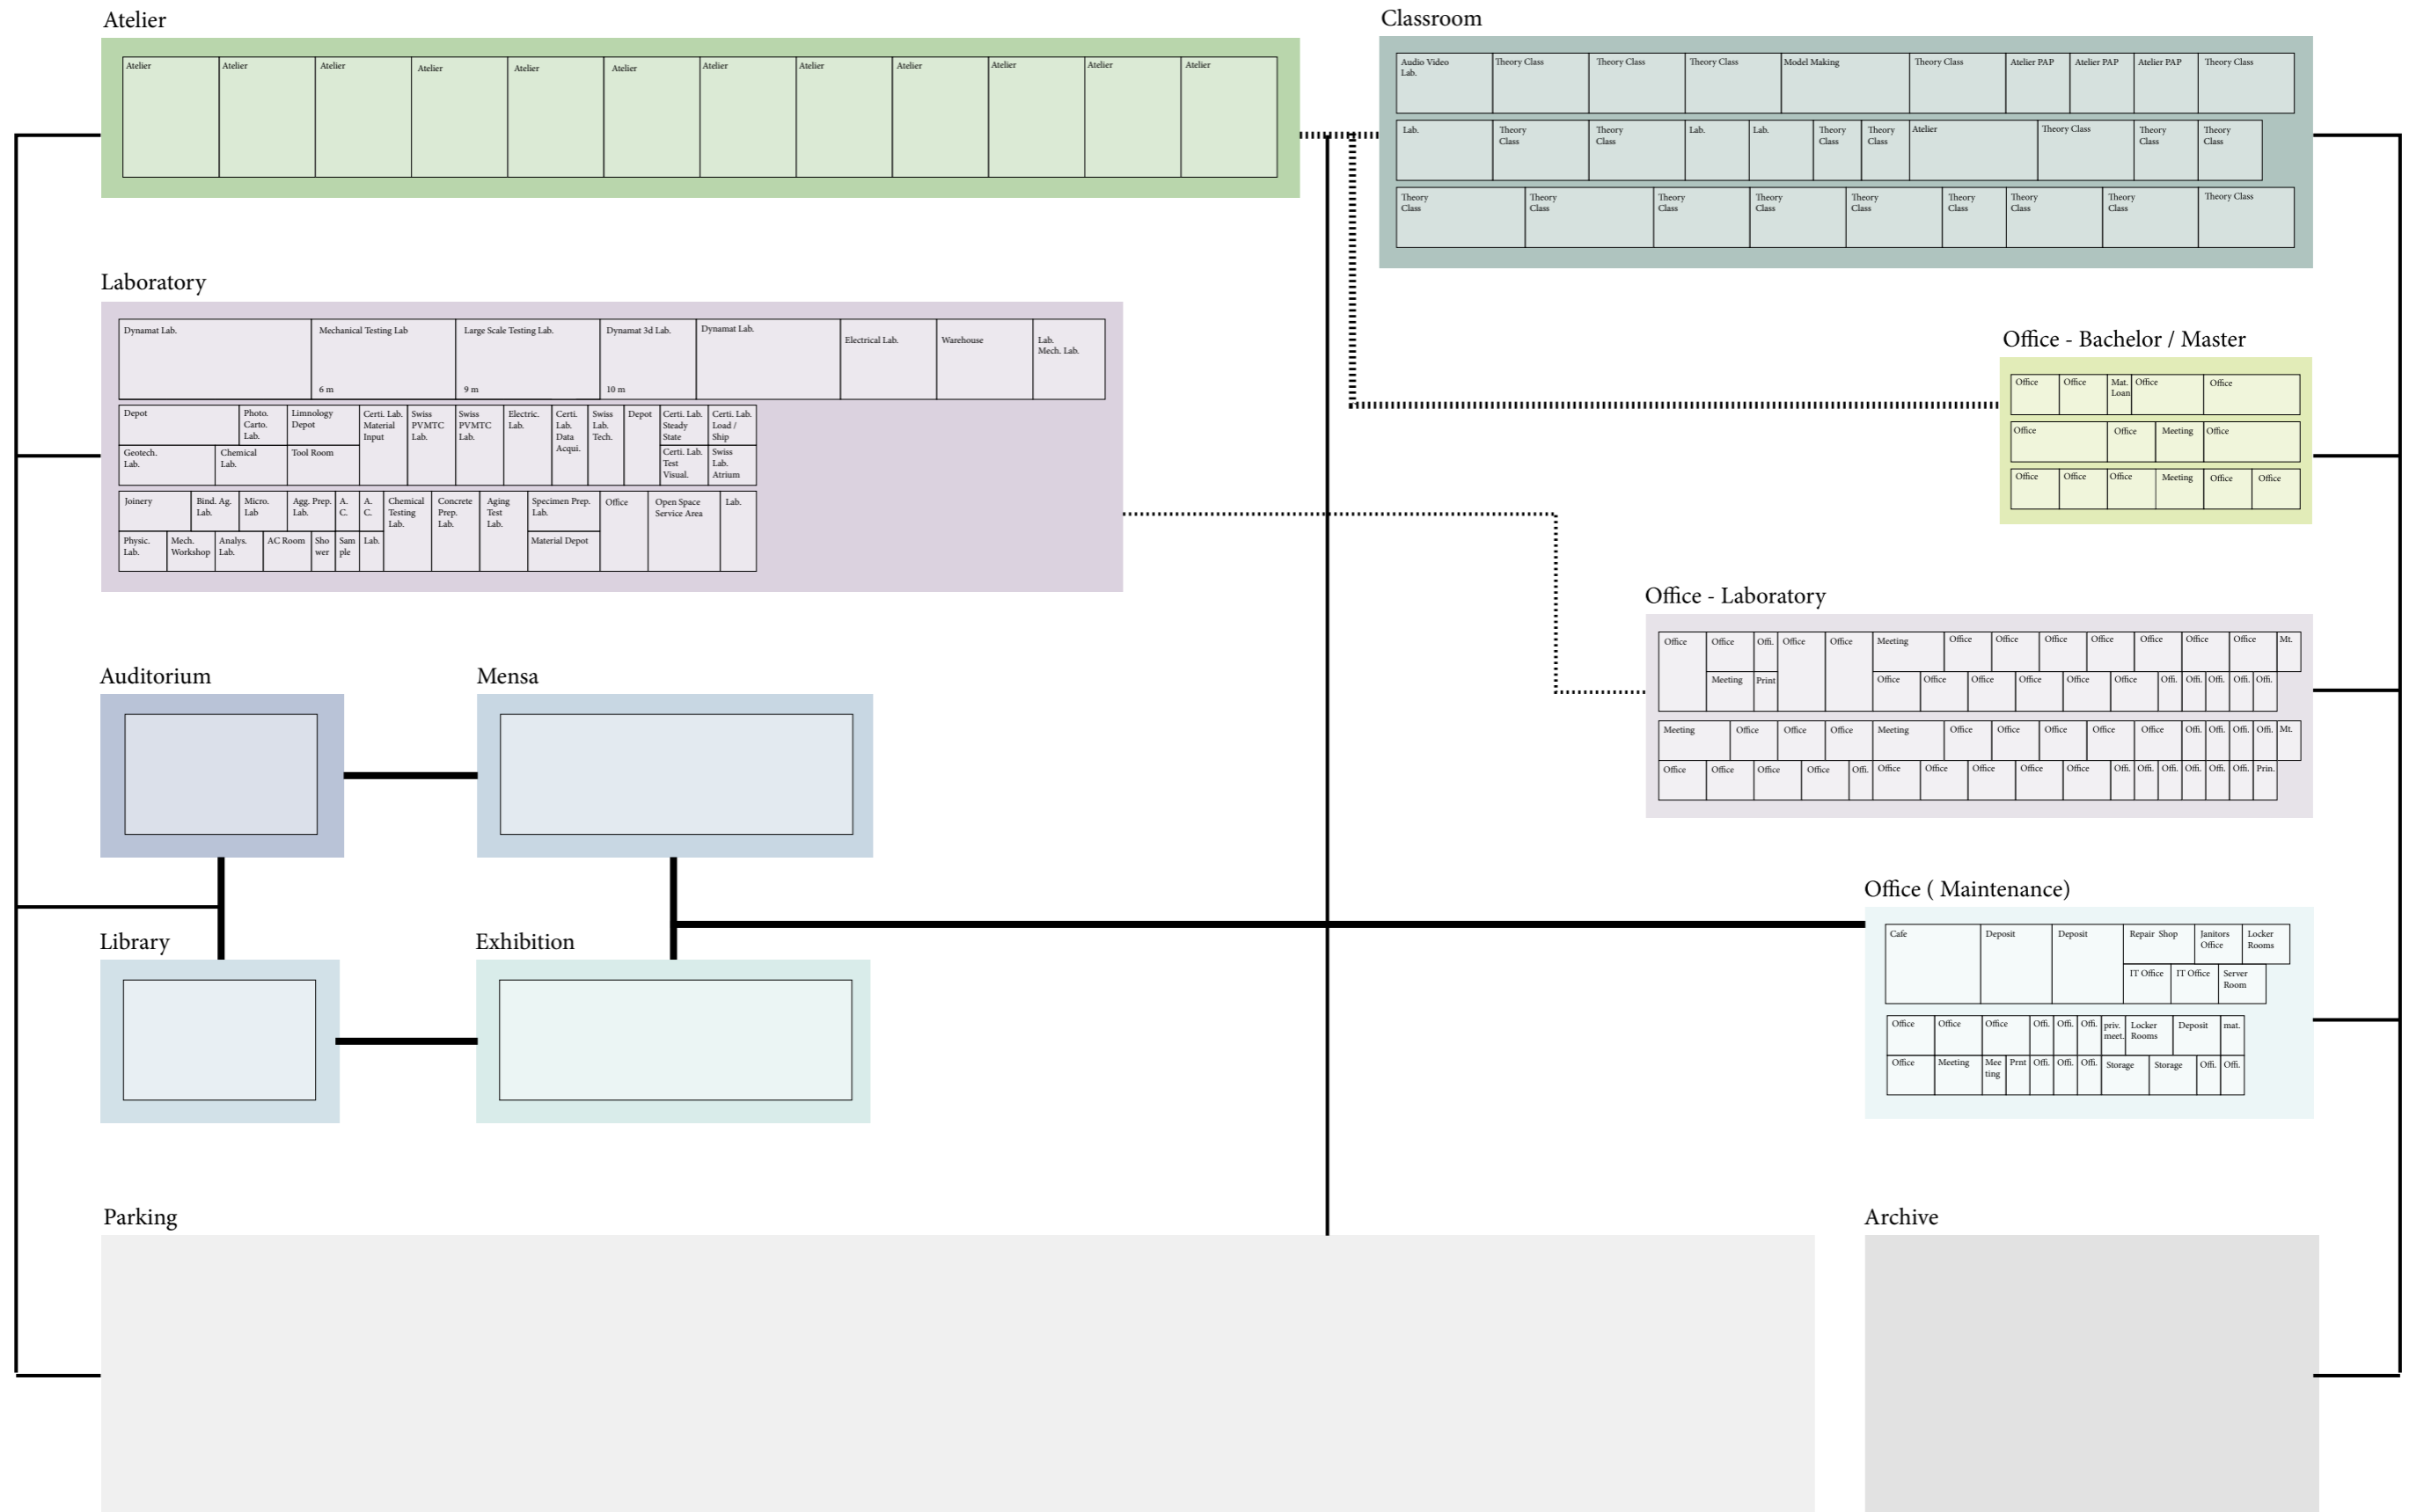 Atelier
Atelier Atelier Atelier Atelier Atelier Atelier Atelier Atelier Atelier Atelier Atelier Atelier
Classroom
Audio Video Theory Class Theory Class Theory Class Model Making Theory Class Atelier PAP Atelier PAP Atelier PAP Theory Class
Lab.
Lab. Theory Theory Lab. Lab. Theory Theory Atelier Theory Class Theory Theory
Class Class Class Class Class Class
Theory Theory Theory Theory Theory Theory Theory Theory Theory Class
Class Class Class Class Class Class Class Class
Laboratory
Dynamat Lab. Mechanical Testing Lab Large Scale Testing Lab. Dynamat 3d Lab. Dynamat Lab.
Electrical Lab. Warehouse Lab.
Mech. Lab.
6 m 9 m 10 m
Depot Photo. Limnology Certi. Lab. Swiss Swiss Electric. Certi. Swiss Depot Certi. Lab. Certi. Lab.
Carto. Depot Material PVMTC PVMTC Lab. Lab. Lab. Steady Load /
Lab. Input Lab. Lab. Data Tech. State Ship
Acqui.
Geotech. Chemical Tool Room Certi. Lab. Swiss
Lab. Lab. Test Lab.
Visual. Atrium
Joinery Bind. Ag. Micro. Agg. Prep. A. A. Chemical Concrete Aging Specimen Prep. Office Open Space Lab.
Lab. Lab Lab. C. C. Testing Prep. Test Lab. Service Area
Lab. Lab. Lab.
Physic. Mech. Analys. AC Room Sho Sam Lab. Material Depot
Lab. Workshop Lab. wer ple
Office - Bachelor / Master
Office Office Mat. Office Office
Loan
Office Office Meeting Office
Office Office Office Meeting Office Office
Office - Laboratory
Office Office Offi. Office Office Meeting Office Office Office Office Office Office Office Mt.
Meeting Print Office Office Office Office Office Office Offi. Offi. Offi. Offi. Offi.
Meeting Office Office Office Meeting Office Office Office Office Office Offi. Offi. Offi. Offi. Mt.
Office Office Office Office Offi. Office Office Office Office Office Offi. Offi. Offi. Offi. Offi. Offi. Prin.
Auditorium
Mensa
Library
Exhibition
Office ( Maintenance)
Cafe Deposit Deposit Repair Shop Janitors Locker
Office Rooms
IT Office IT Office Server
Room
Office Office Office Offi. Offi. Offi. priv. Locker Deposit mat.
meet. Rooms
Office Meeting Mee Prnt Offi. Offi. Offi. Storage Storage Offi. Offi.
ting
Parking
Archive